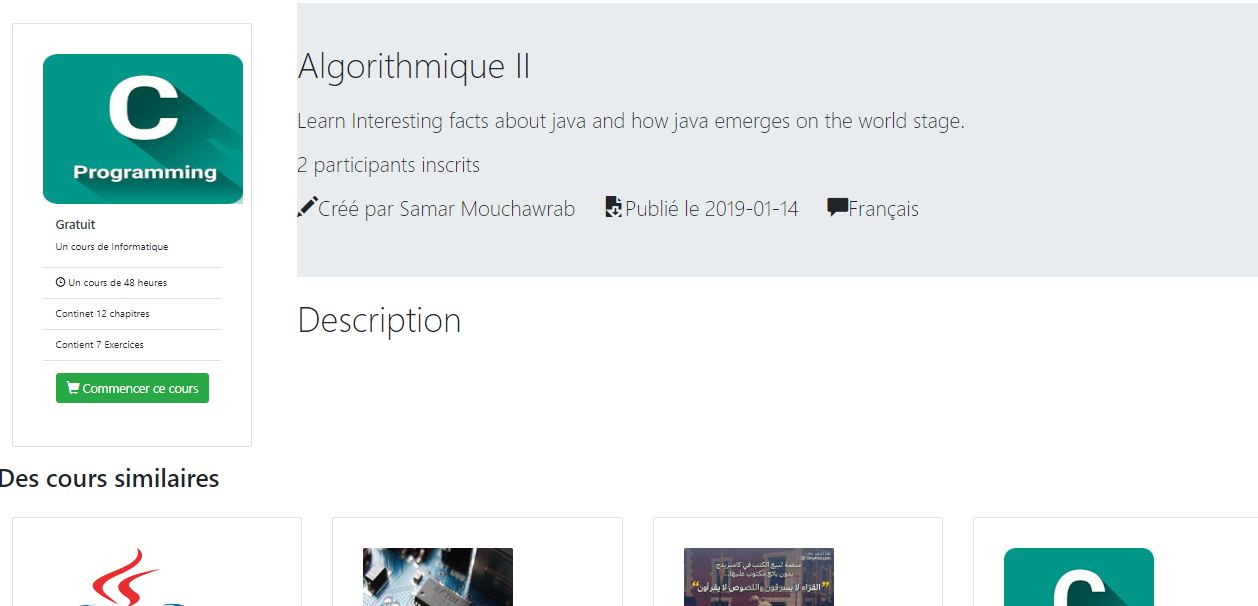 C
Programming
Gratuit
Un cours de Informatique
Un cours de 48 heures
Continet 12 chapitres
Contient 7 Exercices
Commencer ce cours
Algorithmique II
Learn Interesting facts about java and how java emerges on the world stage.
2 participants inscrits
Créé par Samar Mouchawrab Publié le 2019-01-14 Français
Description
Des cours similaires
منصة لبيع الكتب في كامبريدج
بدون بائع مكتوب عليها..
"القرّاء لا يسرقون واللصوص لا يقرأون"
C